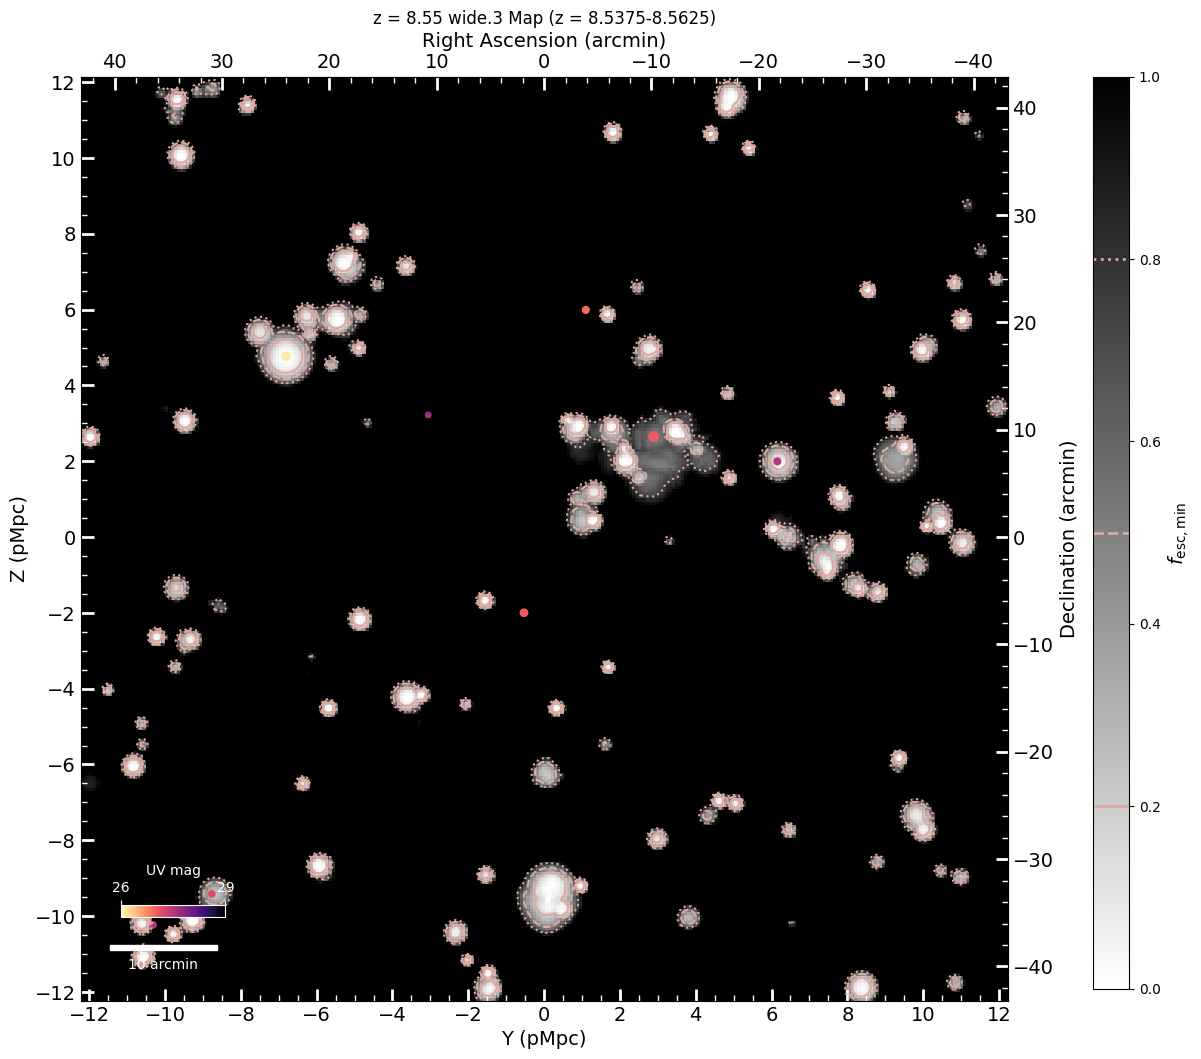 z = 8.55 wide.3 Map (z = 8.5375-8.5625)
Right Ascension (arcmin)
40 30 20 10 0 −10 −20 −30 −40
12 10 8 6 4 2 0 −2 −4 −6 −8 −10 −12
Z (pMpc)
40 30 20 10 0 −10 −20 −30 −40
Declination (arcmin)
1.0 0.8 0.6 0.4 0.2 0.0
fesc,min
UV mag
26 29
10 arcmin
−12 −10 −8 −6 −4 −2 0 2 4 6 8 10 12
Y (pMpc)